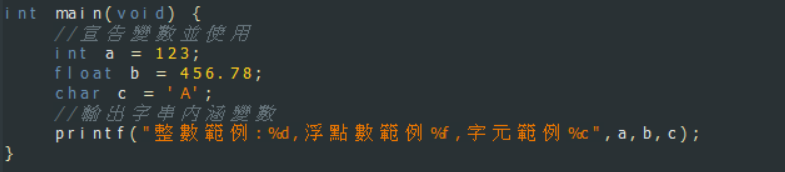 int main(void) {
//宣告變數並使用
int a = 123;
float b = 456.78;
char c = 'A';
//輸出字串內涵變數
printf("整數範例:%d,浮點數範例%f,字元範例%c",a,b,c);
}